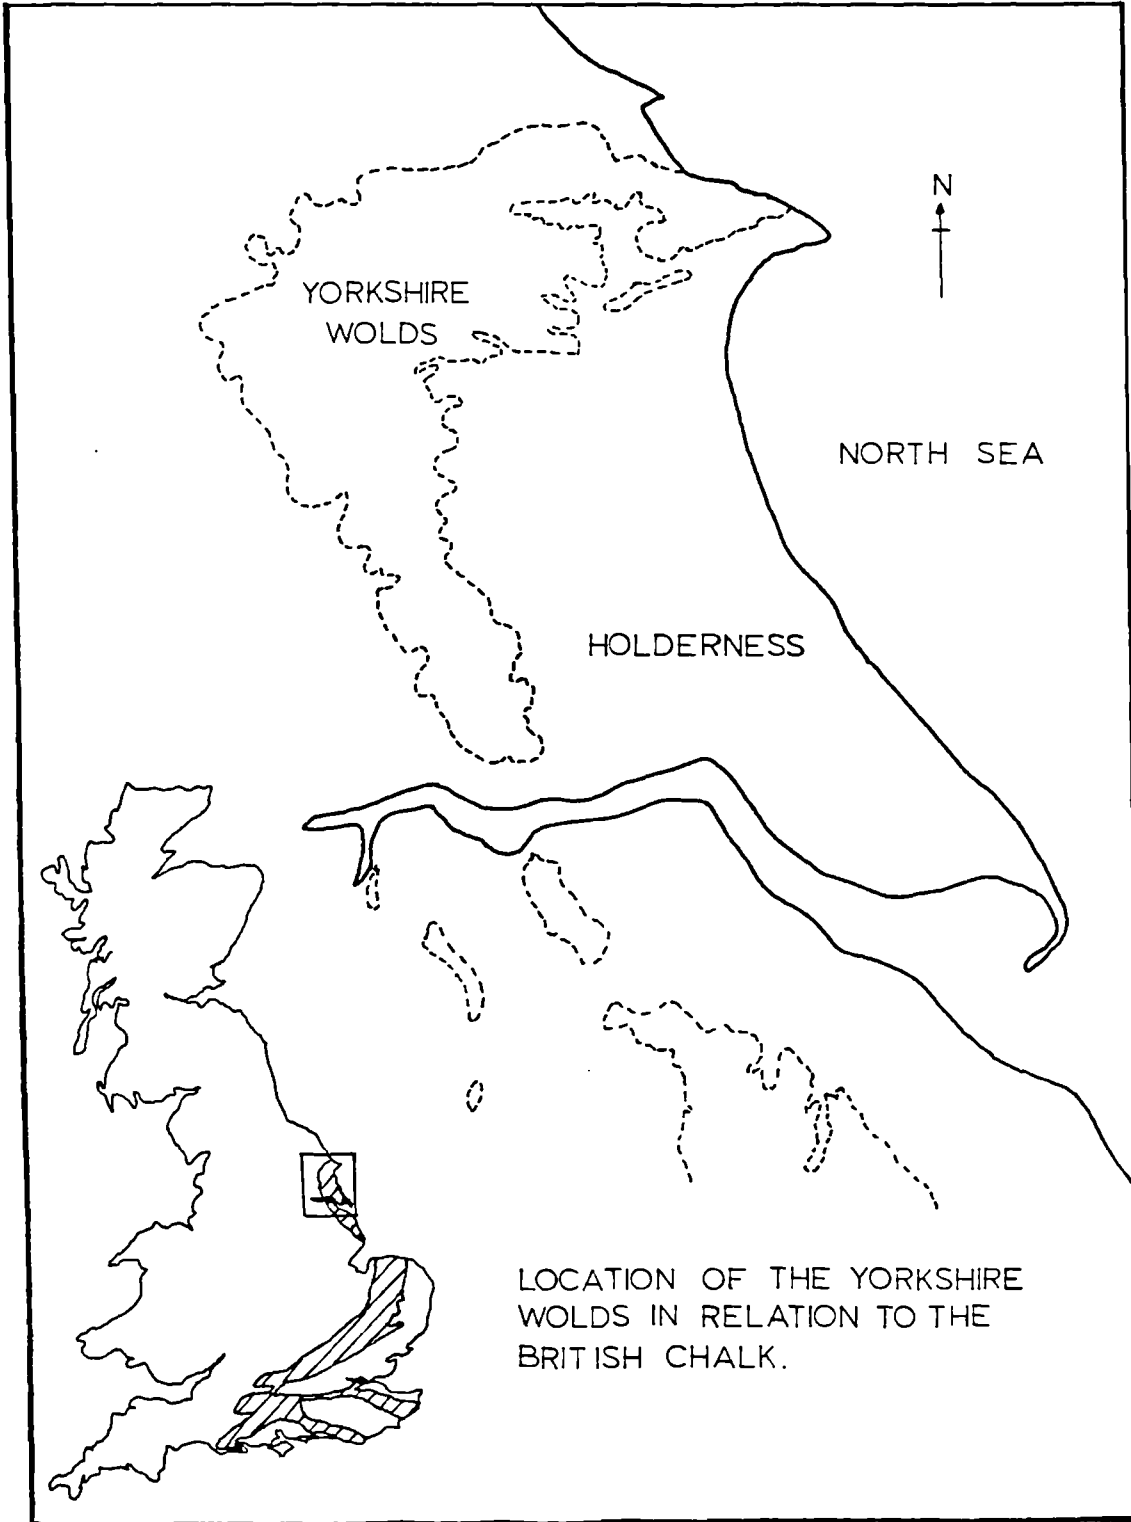 N
YORKSHIRE
WOLDS
NORTH SEA
HOLDERNESS
LOCATION OF THE YORKSHIRE
WOLDS IN RELATION TO THE
BRITISH CHALK.